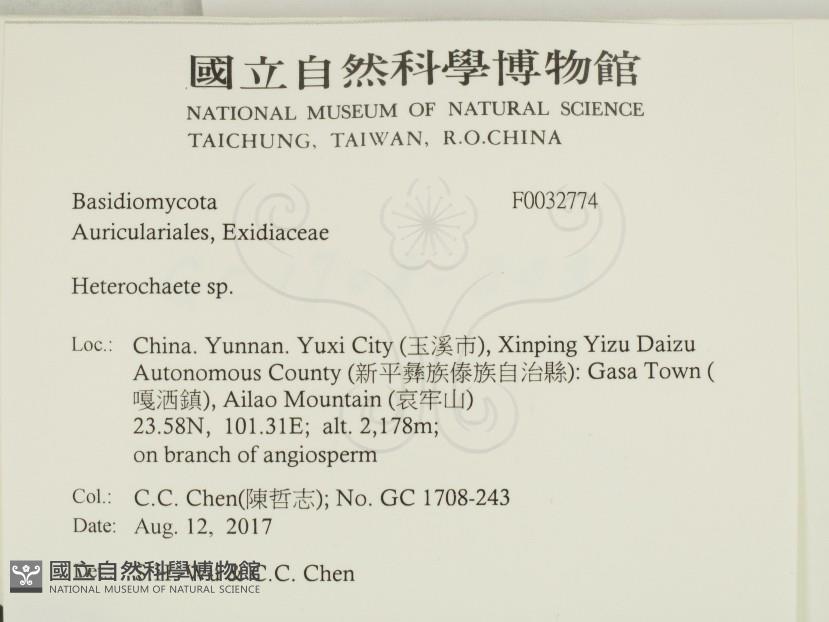 國立自然科學博物館
NATIONAL MUSEUM OF NATURAL SCIENCE
TAICHUNG, TAIWAN, R.O.CHINA
Basidiomycota F0032774
Auriculariales, Exidiaceae
Heterochaete sp.
Loc.: China. Yunnan. Yuxi City (玉溪市), Xinping Yizu Daizu
Autonomous County (新平彝族傣族自治縣): Gasa Town (
嘎洒鎮), Ailao Mountain (哀牢山)
23.58N, 101.31E; alt. 2,178m;
on branch of angiosperm
Col.: C.C. Chen(陳哲志); No. GC 1708-243
Date: Aug. 12, 2017
& C.C. Chen
國立自然科學博物館
NATIONAL MUSEUM OF NATURAL SCIENCE